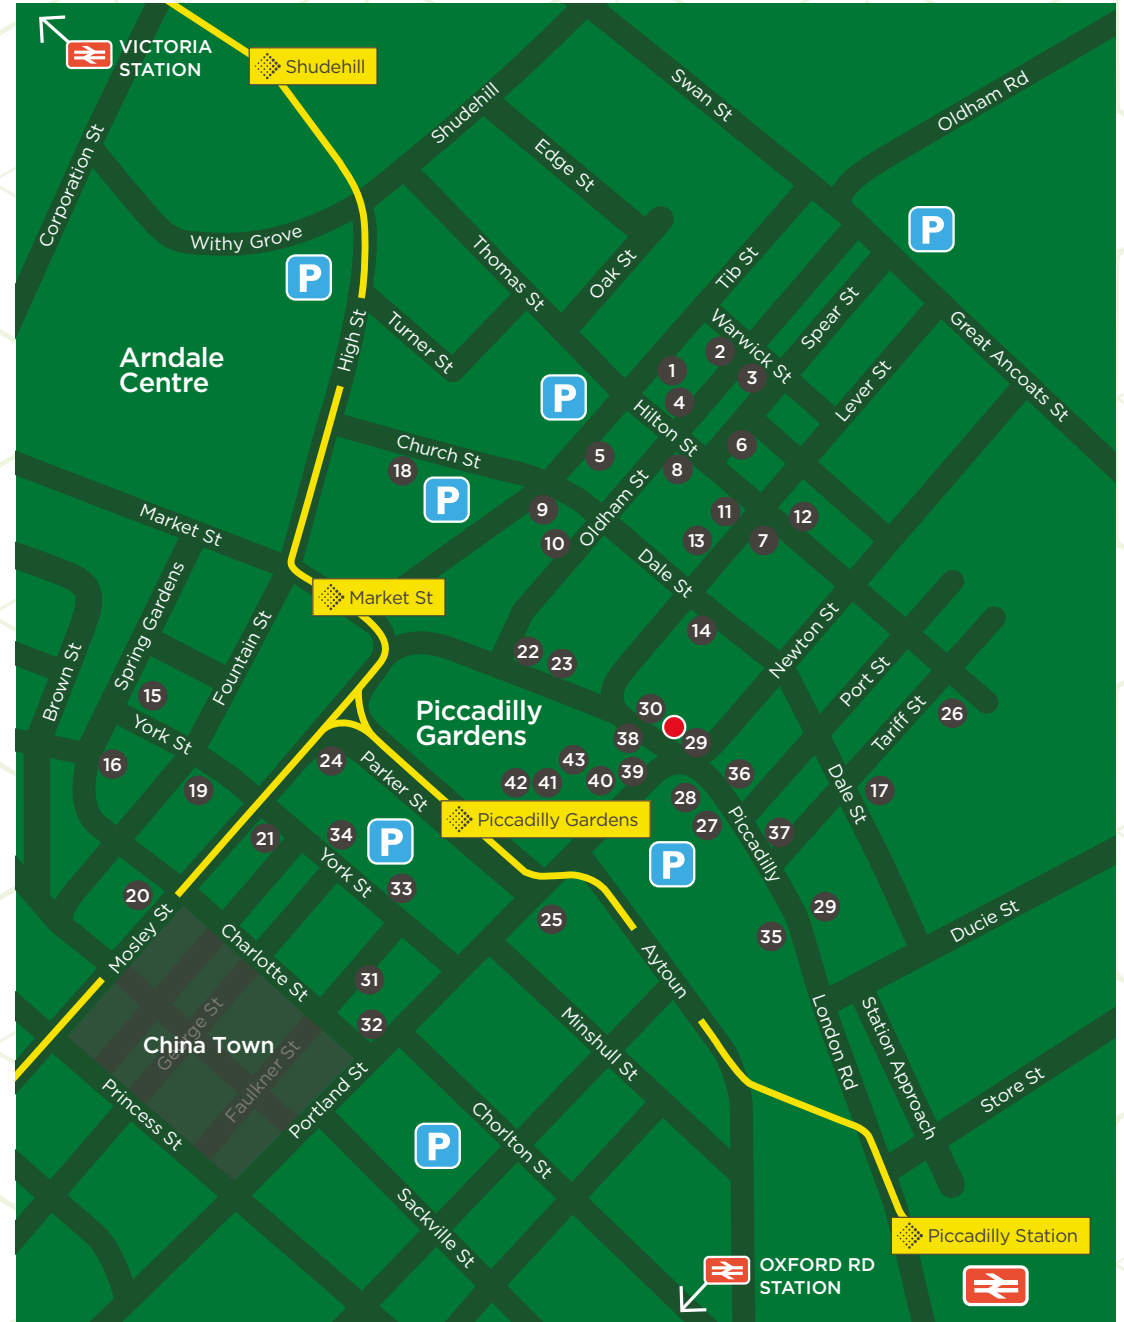 VICTORIA
STATION
Shudehill
Shudehill
Swan St
Oldham Rd
Edge St
Corporation St
Withy Grove
P
P
Thomas St
Oak St
Tib St
Spear St
Turner St
High St
Warwick St
Great Ancoats St
Arndale
Centre
Lever St
1
2
3
4
P
Hilton St
Church St
5
6
8
18
P
Oldham St
9
10
11
12
13
7
Market St
Dale St
Market St
Spring Gardens
Fountain St
Newton St
14
22
23
Brown St
15
Port St
York St
Piccadilly
Gardens
30
29
38
Tariff St
26
16
24
43
42
41
40
39
36
19
Parker St
28
Dale St
17
Piccadilly Gardens
27
Piccadilly
37
21
34
P
York St
33
P
20
25
29
35
Ducie St
Mosley St
Charlotte St
31
32
Aytoun
George St
China Town
Faulkner St
Minshull St
London Rd
Station Approach
Princess St
Portland St
Store St
P
Chorlton St
Sackville St
Piccadilly Station
OXFORD RD
STATION